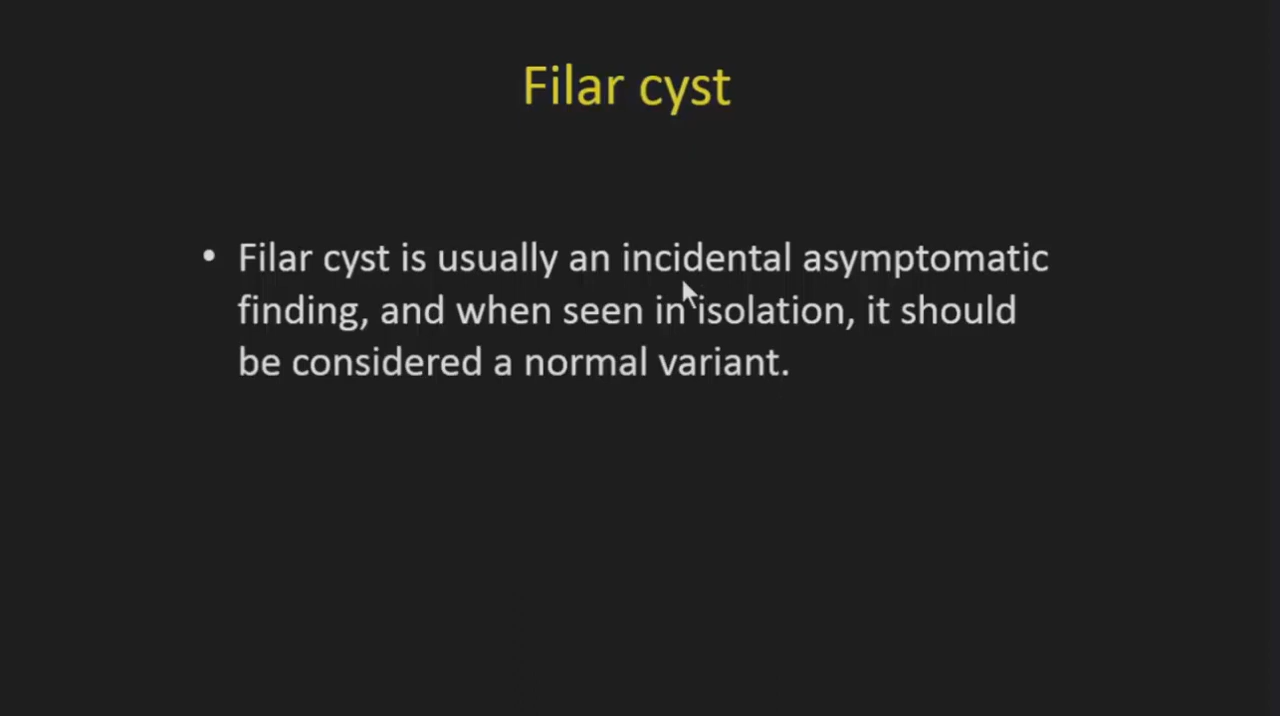 Filar cyst
• Filar cyst is usually an incidental asymptomatic
finding, and when seen in isolation, it should
be considered a normal variant.